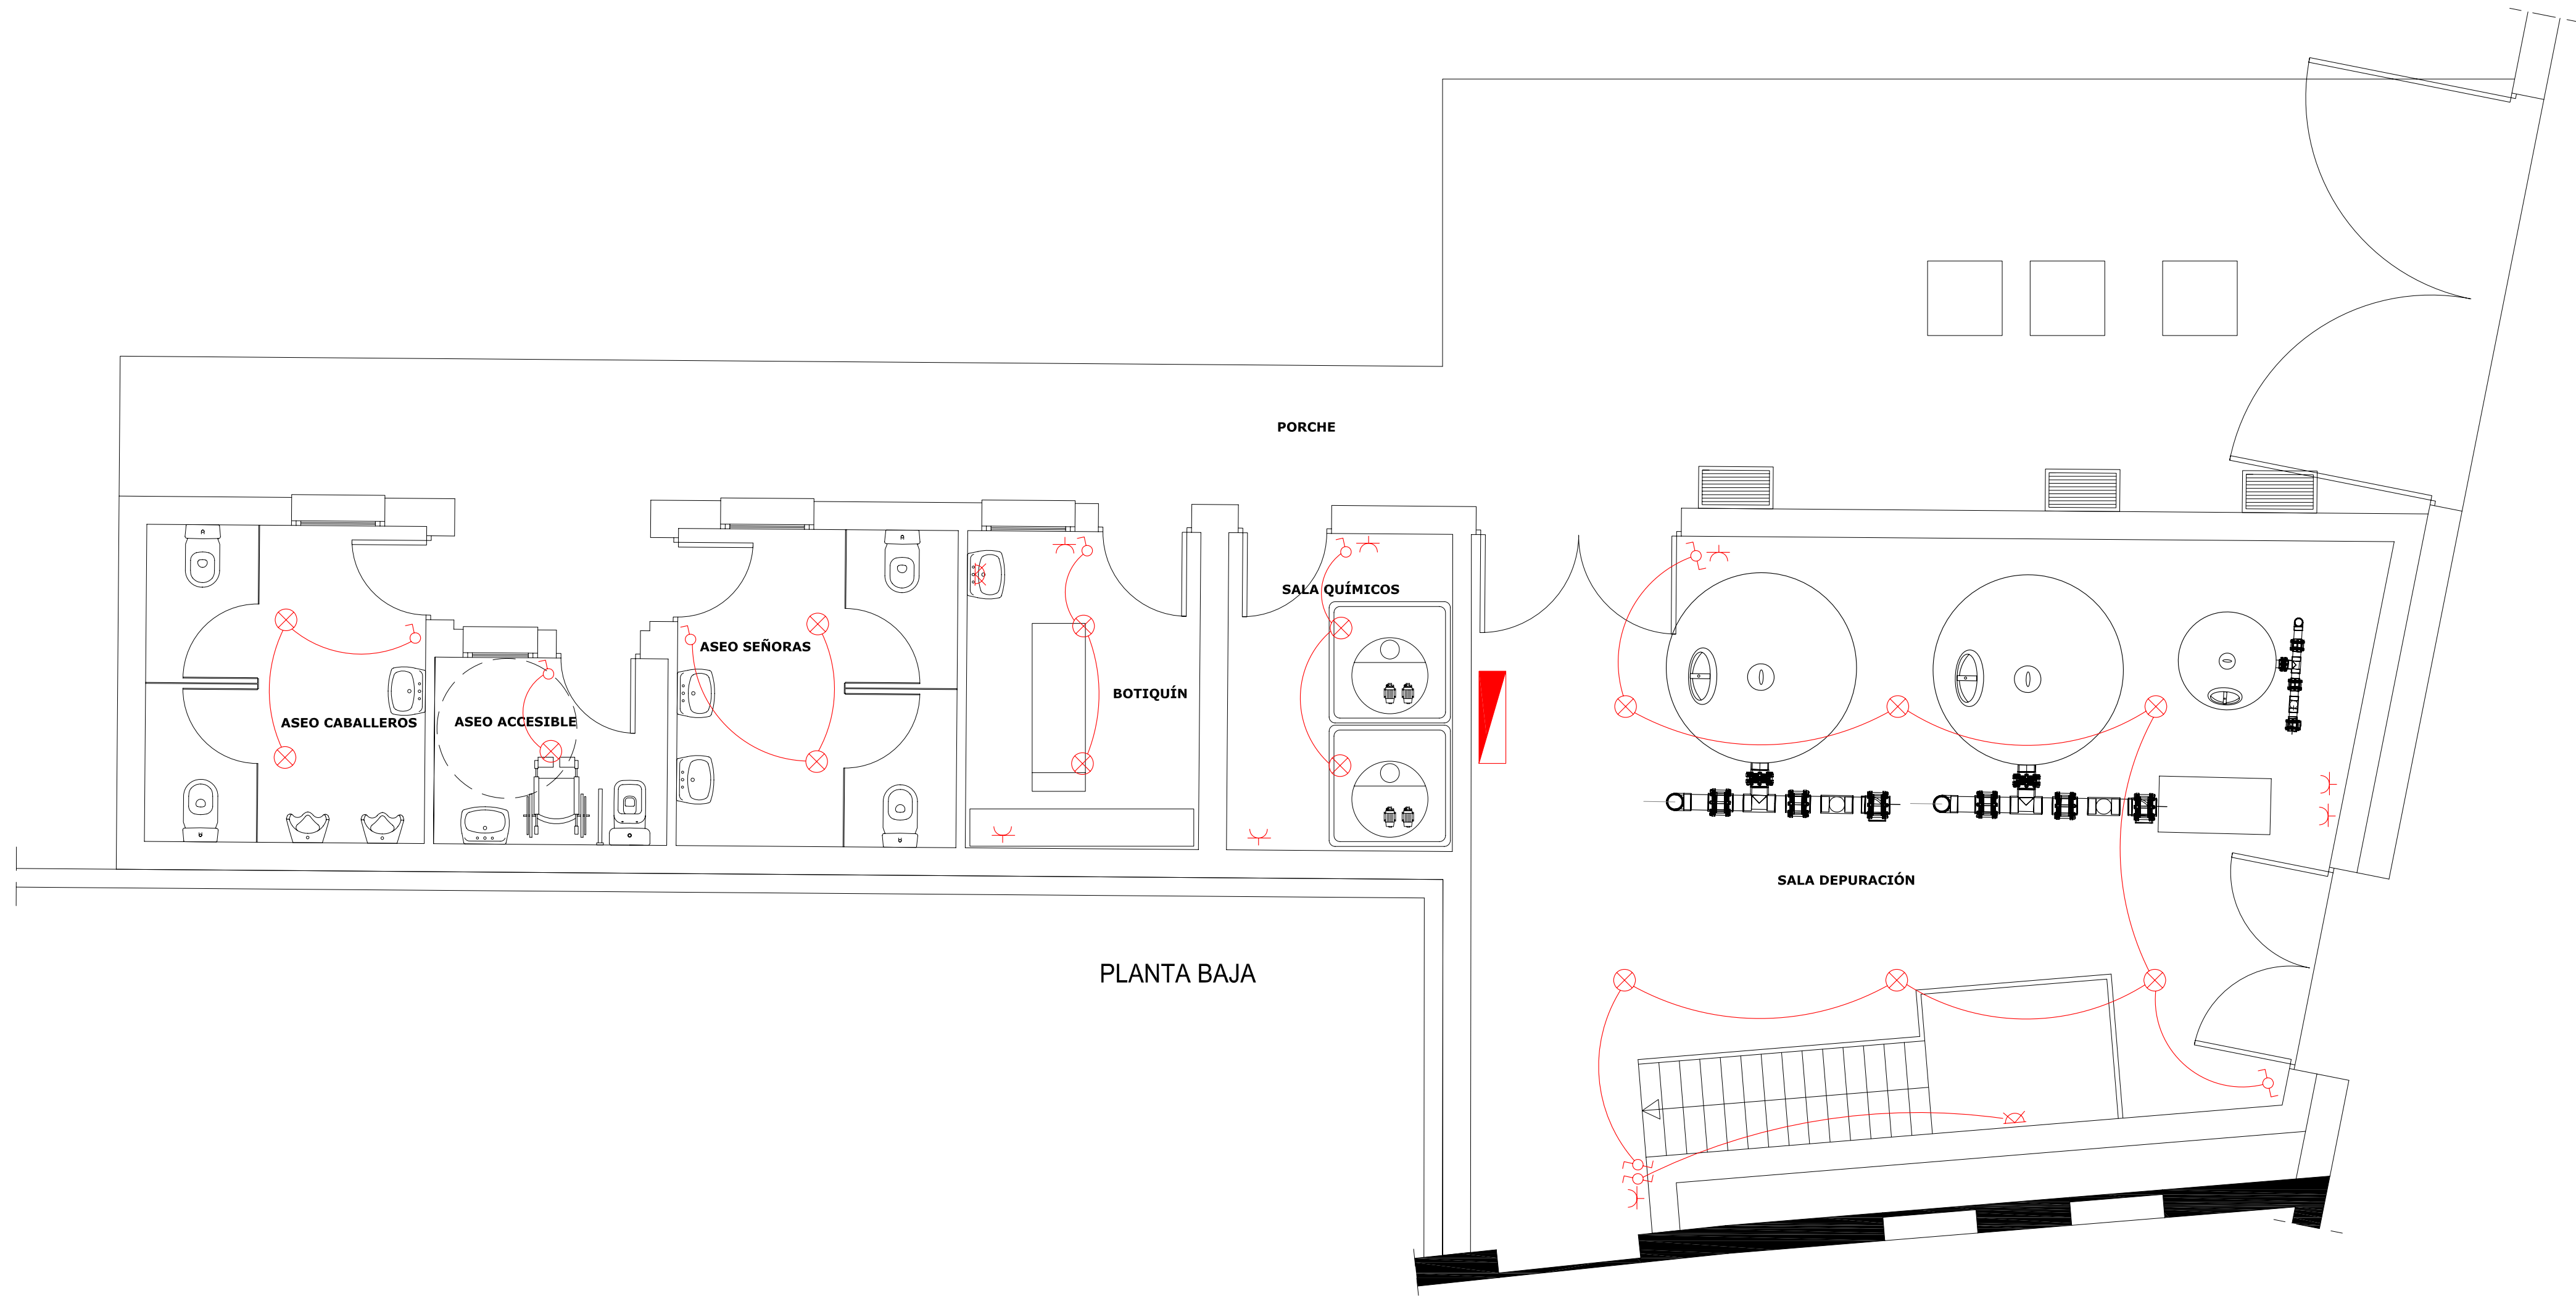 PORCHE
SALA QUÍMICOS
ASEO SEÑORAS
BOTIQUÍN
ASEO CABALLEROS
ASEO ACCESIBLE
SALA DEPURACIÓN
PLANTA BAJA